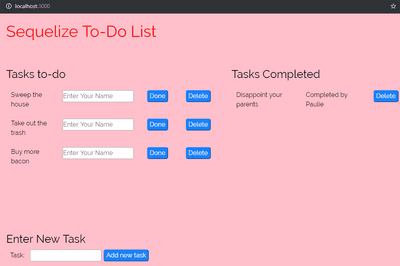 localhost:3000
Sequelize To-Do List
Tasks to-do
Sweep the
house
Enter Your Name
Done
Delete
Take out the
trash
Enter Your Name
Done
Delete
Buy more
bacon
Enter Your Name
Done
Delete
Tasks Completed
Disappoint your
parents
Completed by
Paulie
Delete
Enter New Task
Task:
Add new task